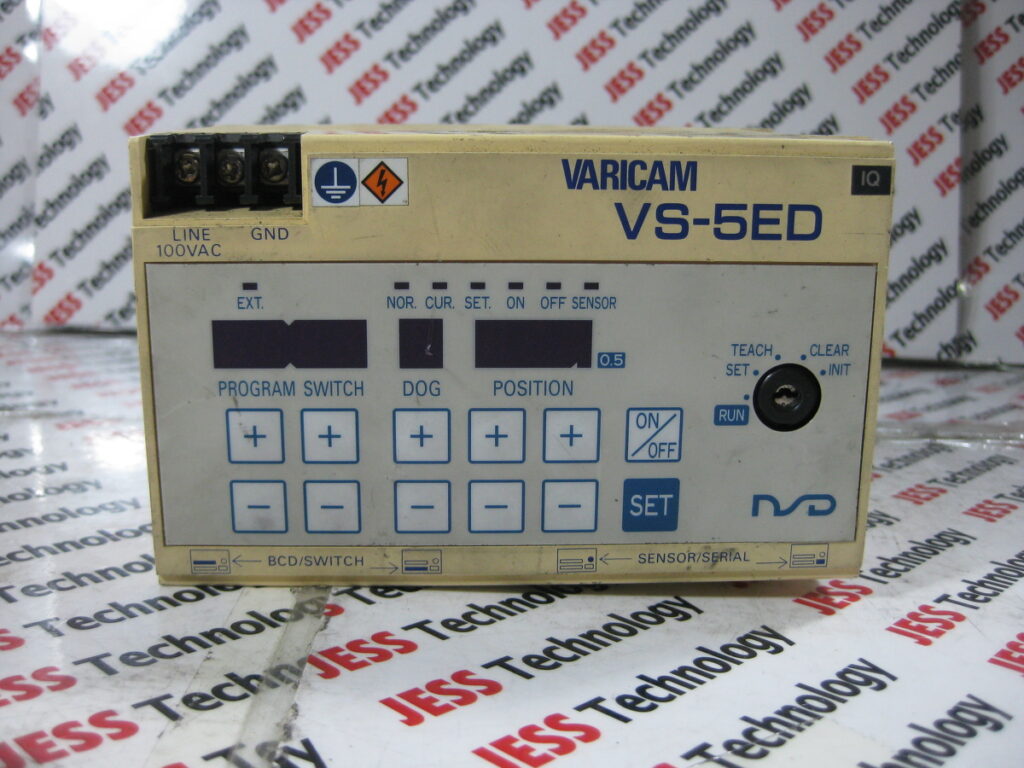 VARICAM
IQ
VS-5ED
LINE GND
100VAC
EXT. NOR. CUR. SET. ON OFF SENSOR
0.5
PROGRAM SWITCH DOG POSITION
TEACH CLEAR
SET INIT
RUN
+ + + + + ON/OFF
- - - - - SET
NSD
BCD/SWITCH SENSOR/SERIAL
JESS Technology